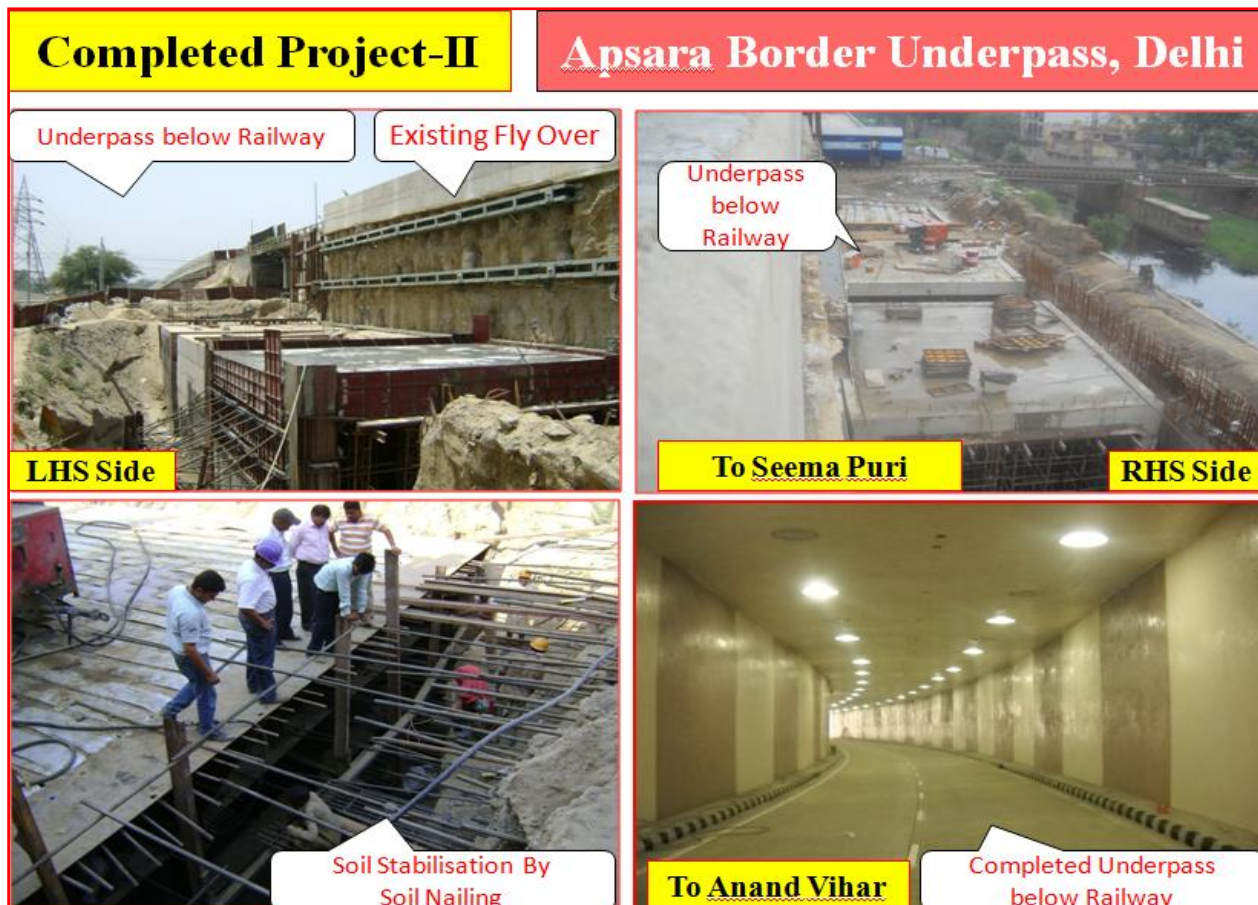 Completed Project-II
Apsara Border Underpass, Delhi
Underpass below Railway
Existing Fly Over
LHS Side
Underpass
below
Railway
To Seema Puri
RHS Side
Soil Stabilisation By
Soil Nailing
To Anand Vihar
Completed Underpass
below Railway